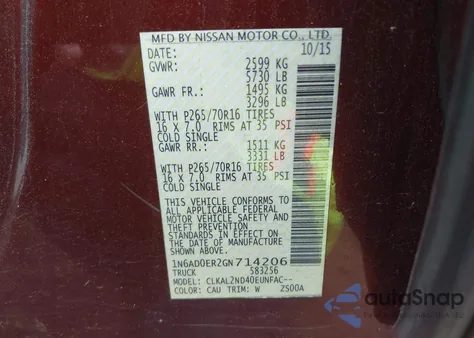 MFD BY NISSAN MOTOR CO., LTD.
DATE: 10/15
GVWR: 2599 KG
5730 LB
GAWR FR.: 1495 KG
3296 LB
WITH P265/70R16 TIRES
16 X 7.0 RIMS AT 35 PSI
COLD SINGLE
GAWR RR.: 1511 KG
3331 LB
WITH P265/70R16 TIRES
16 X 7.0 RIMS AT 35 PSI
COLD SINGLE
THIS VEHICLE CONFORMS TO
ALL APPLICABLE FEDERAL
MOTOR VEHICLE SAFETY AND
THEFT PREVENTION
STANDARDS IN EFFECT ON
THE DATE OF MANUFACTURE
SHOWN ABOVE.
1N6AD0ER2GN714206
TRUCK 583256
MODEL: CLKAL2ND40EUNFAC--
COLOR: CAU TRIM: W ZS00A
autoSnap